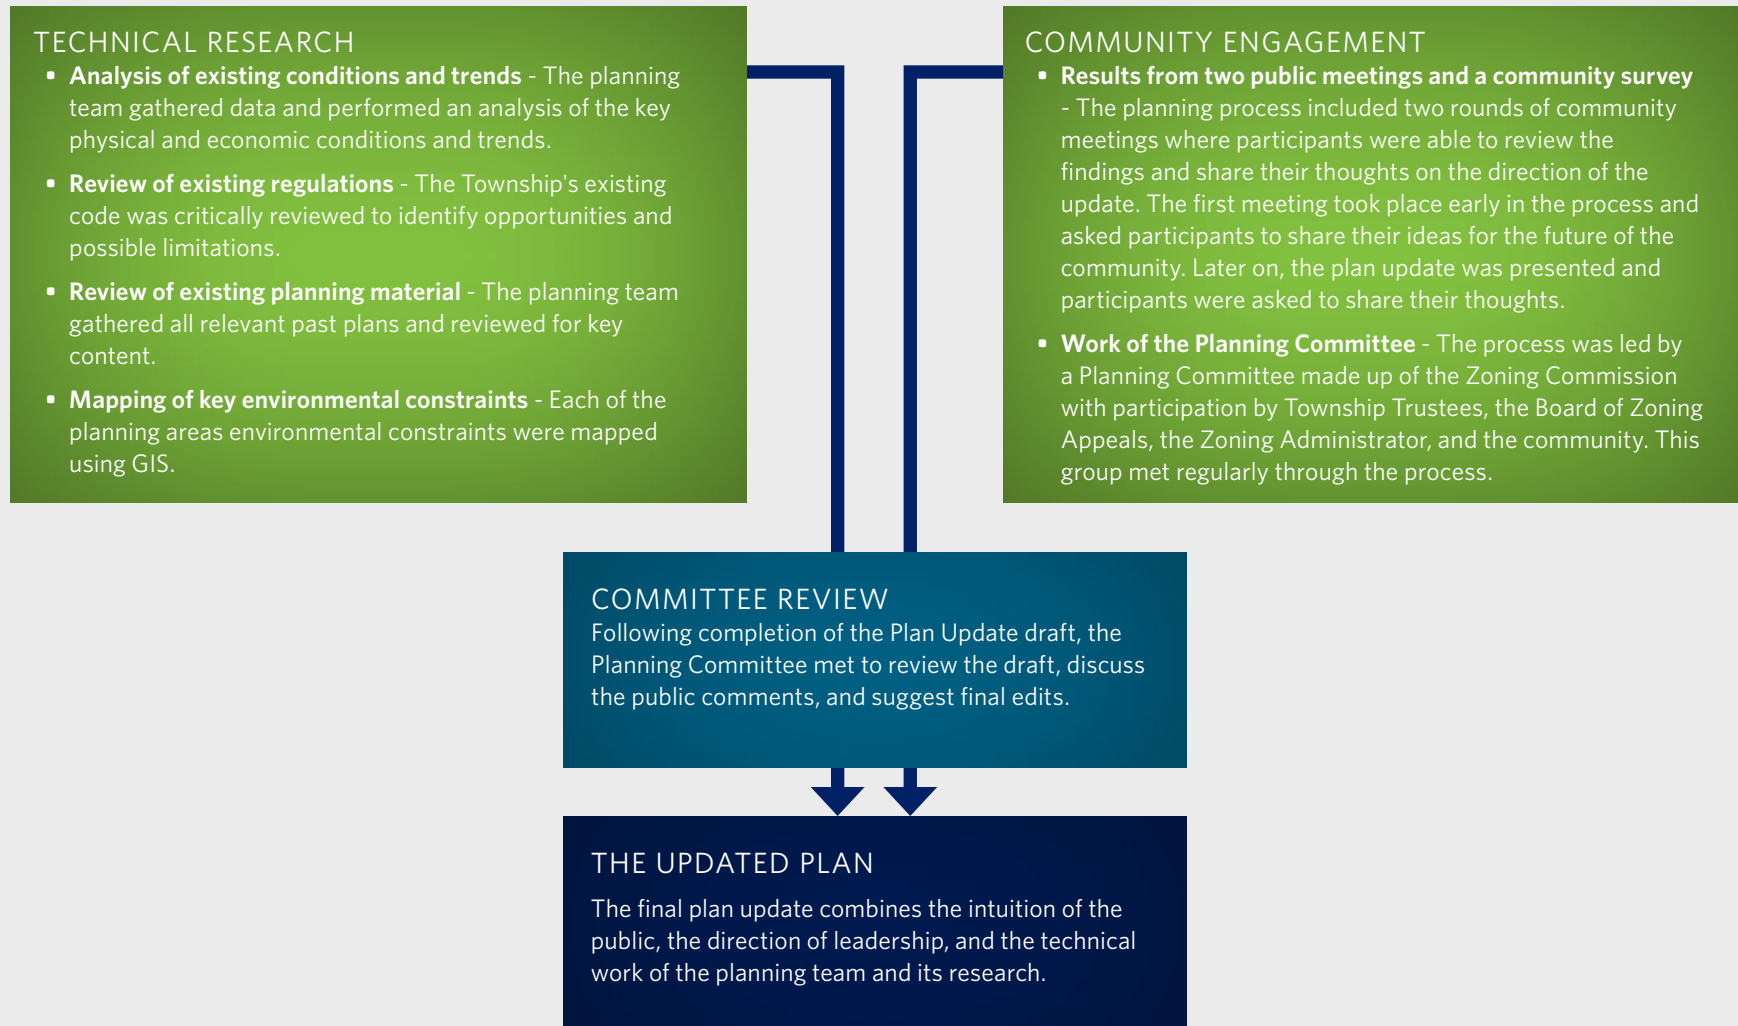 TECHNICAL RESEARCH
• Analysis of existing conditions and trends - The planning
team gathered data and performed an analysis of the key
physical and economic conditions and trends.
• Review of existing regulations - The Township's existing
code was critically reviewed to identify opportunities and
possible limitations.
• Review of existing planning material - The planning team
gathered all relevant past plans and reviewed for key
content.
• Mapping of key environmental constraints - Each of the
planning areas environmental constraints were mapped
using GIS.
COMMUNITY ENGAGEMENT
• Results from two public meetings and a community survey
- The planning process included two rounds of community
meetings where participants were able to review the
findings and share their thoughts on the direction of the
update. The first meeting took place early in the process and
asked participants to share their ideas for the future of the
community. Later on, the plan update was presented and
participants were asked to share their thoughts.
• Work of the Planning Committee - The process was led by
a Planning Committee made up of the Zoning Commission
with participation by Township Trustees, the Board of Zoning
Appeals, the Zoning Administrator, and the community. This
group met regularly through the process.
COMMITTEE REVIEW
Following completion of the Plan Update draft, the
Planning Committee met to review the draft, discuss
the public comments, and suggest final edits.
THE UPDATED PLAN
The final plan update combines the intuition of the
public, the direction of leadership, and the technical
work of the planning team and its research.